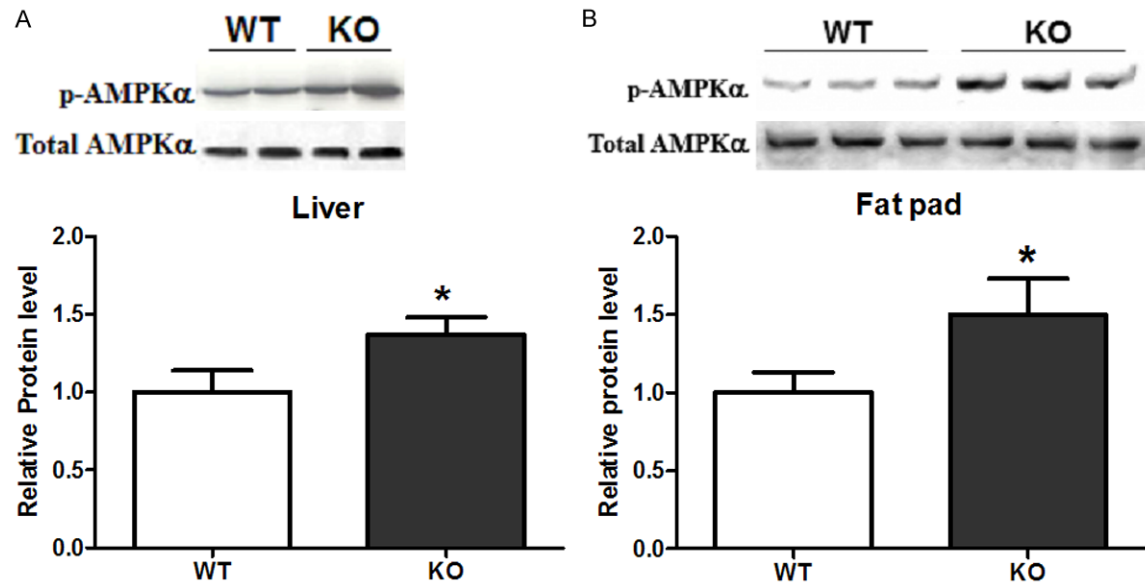 A
WT KO
p-AMPKα
Total AMPKα
Liver
Relative Protein level
2.0
1.5
1.0
0.5
0.0
*
WT KO
B
WT KO
p-AMPKα
Total AMPKα
Fat pad
Relative protein level
2.0
1.5
1.0
0.5
0.0
*
WT KO